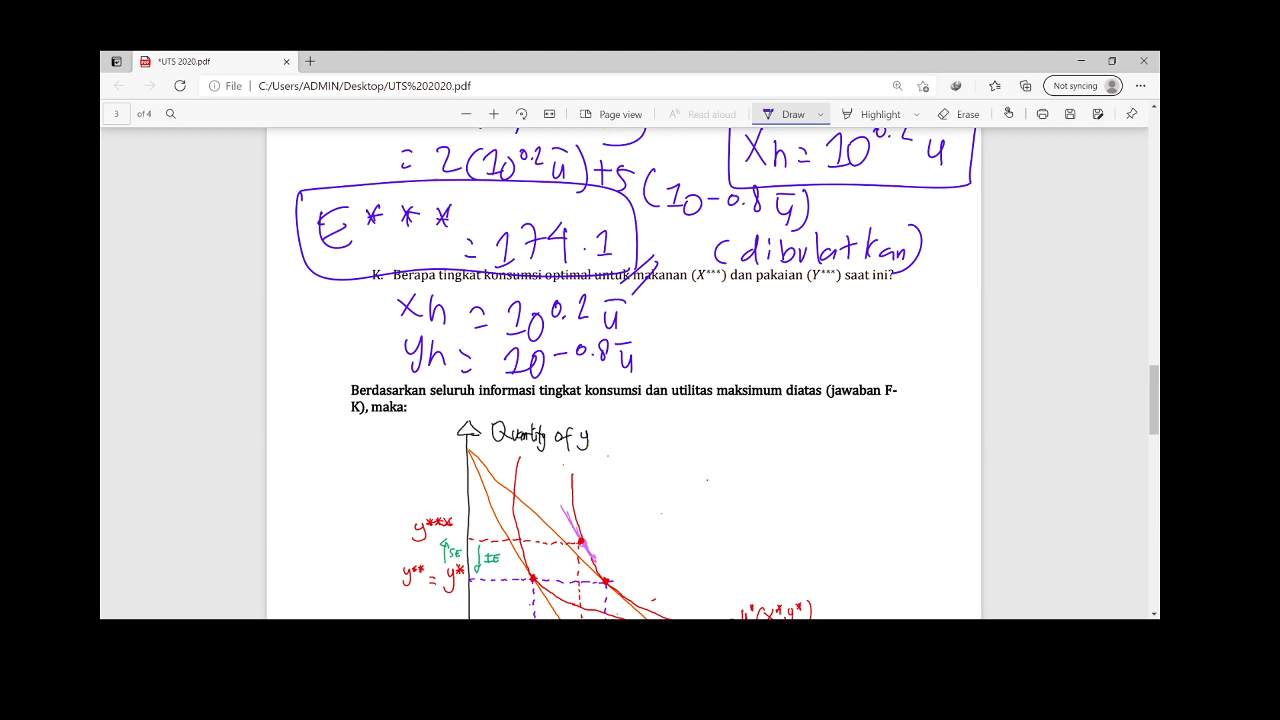 *UTS 2020.pdf
File C:/Users/ADMIN/Desktop/UTS%202020.pdf
Not syncing
3 of 4
Page view
Read aloud
Draw
Highlight
Erase
= 2(10^0.2 ū) + 5(10^-0.8 ū)
Xh = 10^0.2 u
E*** = 174.1
(dibulatkan)
K. Berapa tingkat konsumsi optimal untuk makanan (X***) dan pakaian (Y***) saat ini?
xh = 10^0.2 ū
yh = 10^-0.8 ū
Berdasarkan seluruh informasi tingkat konsumsi dan utilitas maksimum diatas (jawaban F-
K), maka:
Quantity of y
y***
SE
IE
y** = y*
(x*, y*)